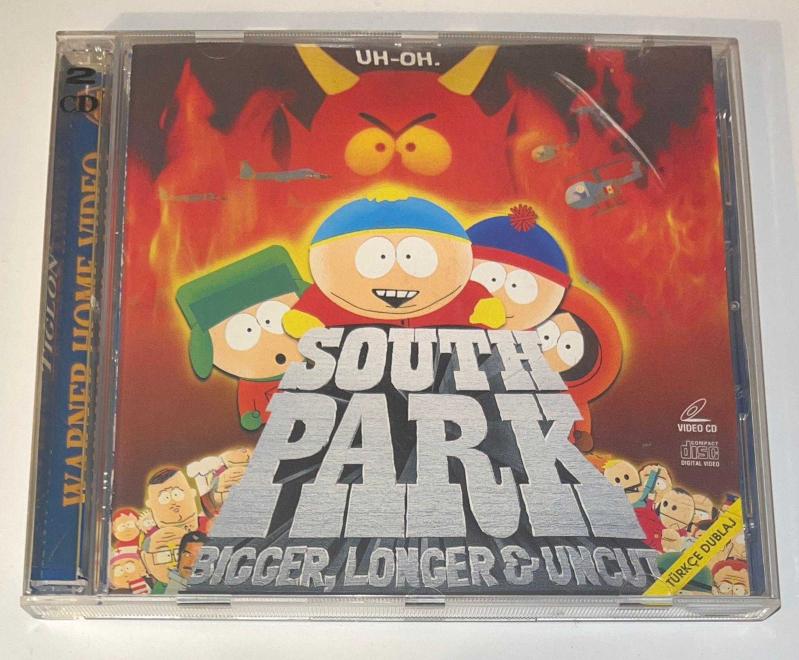 UH-OH.
2
CD
TIGLON
WARNER HOME VIDEO
SOUTH
PARK
BIGGER, LONGER & UNCUT
VIDEO CD
COMPACT
disc
DIGITAL VIDEO
TÜRKÇE DUBLAJ